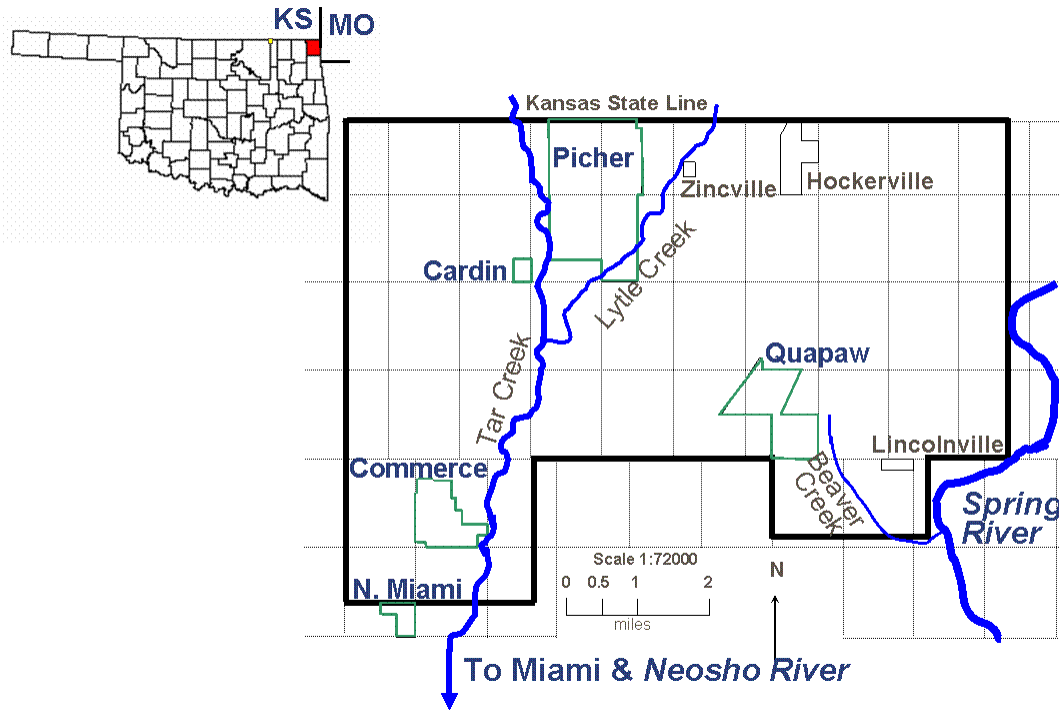 KS MO
Kansas State Line
Picher
Zincville
Hockerville
Cardin
Lytle Creek
Tar Creek
Quapaw
Commerce
Lincolnville
Beaver
Creek
Spring
River
Scale 1:72000
0 0.5 1 2
miles
N
N. Miami
To Miami & Neosho River